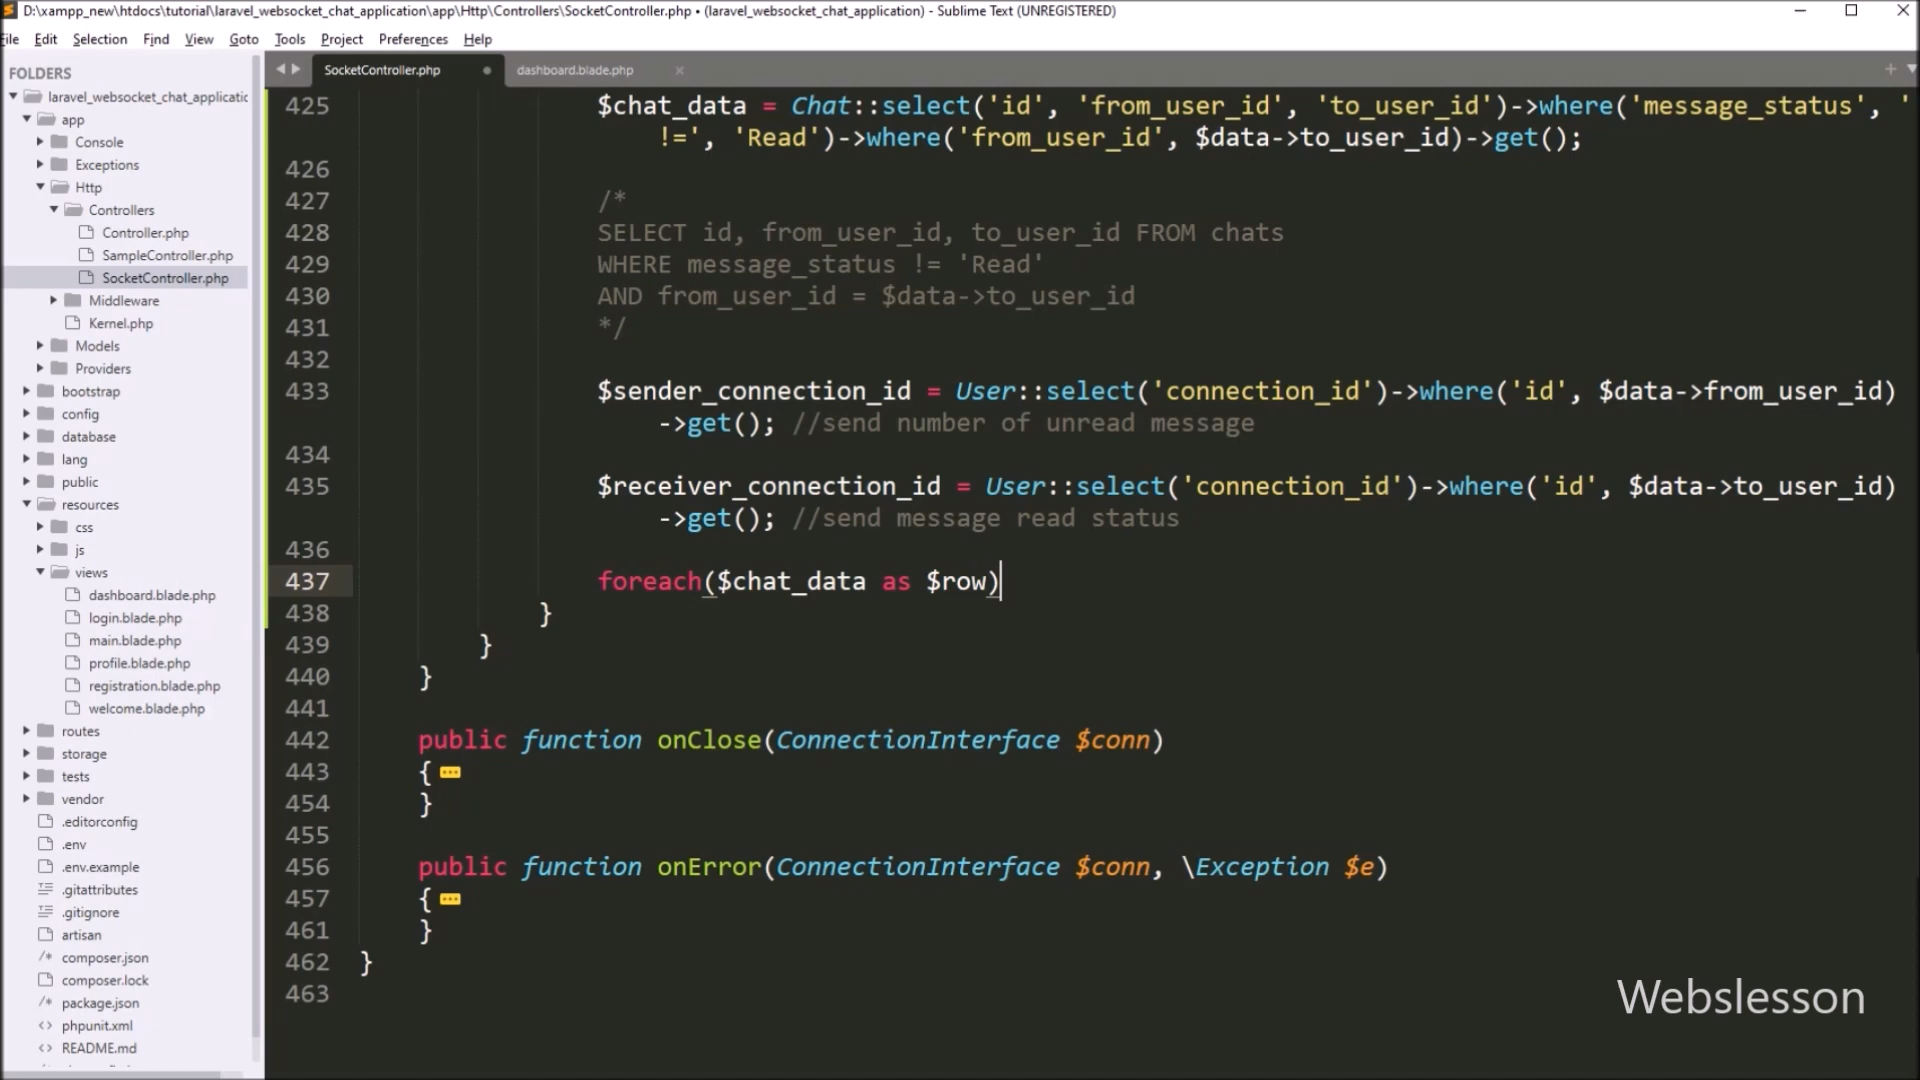 D:\xampp_new\htdocs\tutorial\laravel_websocket_chat_application\app\Http\Controllers\SocketController.php • (laravel_websocket_chat_application) - Sublime Text (UNREGISTERED)
File Edit Selection Find View Goto Tools Project Preferences Help
SocketController.php
dashboard.blade.php
FOLDERS
laravel_websocket_chat_applicatic
app
Console
Exceptions
Http
Controllers
Controller.php
SampleController.php
SocketController.php
Middleware
Kernel.php
Models
Providers
bootstrap
config
database
lang
public
resources
css
js
views
dashboard.blade.php
login.blade.php
main.blade.php
profile.blade.php
registration.blade.php
welcome.blade.php
routes
storage
tests
vendor
.editorconfig
.env
.env.example
.gitattributes
.gitignore
artisan
composer.json
composer.lock
package.json
phpunit.xml
README.md
425 $chat_data = Chat::select('id', 'from_user_id', 'to_user_id')->where('message_status', '
!=', 'Read')->where('from_user_id', $data->to_user_id)->get();
426
427 /*
428 SELECT id, from_user_id, to_user_id FROM chats
429 WHERE message_status != 'Read'
430 AND from_user_id = $data->to_user_id
431 */
432
433 $sender_connection_id = User::select('connection_id')->where('id', $data->from_user_id)
->get(); //send number of unread message
434
435 $receiver_connection_id = User::select('connection_id')->where('id', $data->to_user_id)
->get(); //send message read status
436
437 foreach($chat_data as $row)
438 }
439 }
440 }
441
442 public function onClose(ConnectionInterface $conn)
443 {
454 }
455
456 public function onError(ConnectionInterface $conn, \Exception $e)
457 {
461 }
462 }
463
Webslesson